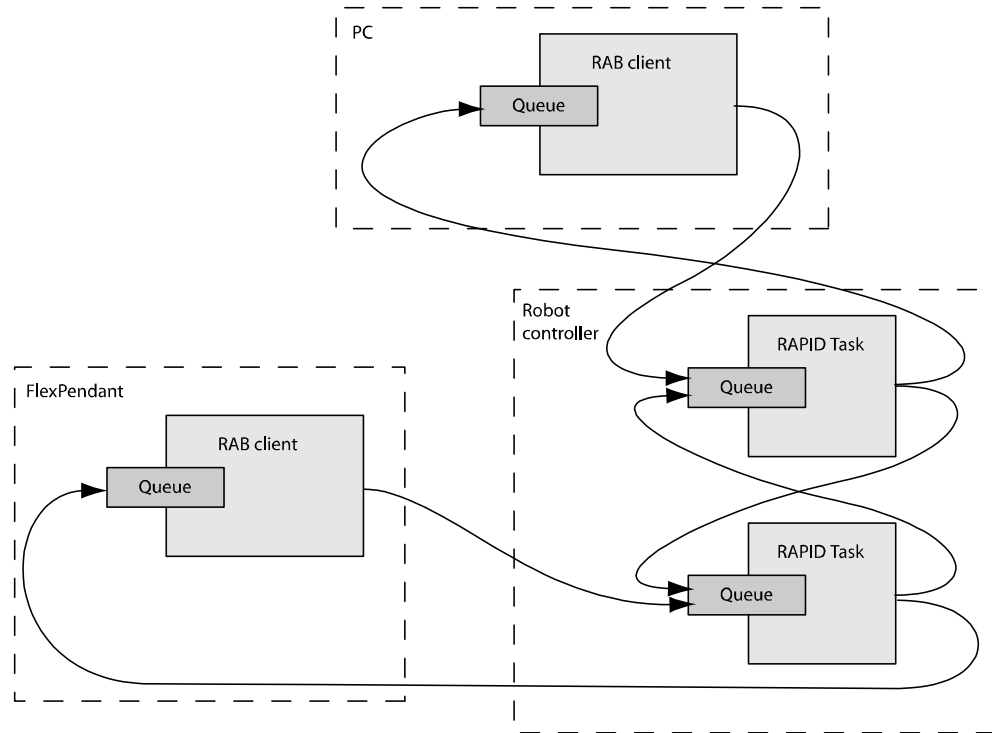 PC
RAB client
Queue
Robot
controller
RAPID Task
Queue
FlexPendant
RAB client
Queue
RAPID Task
Queue